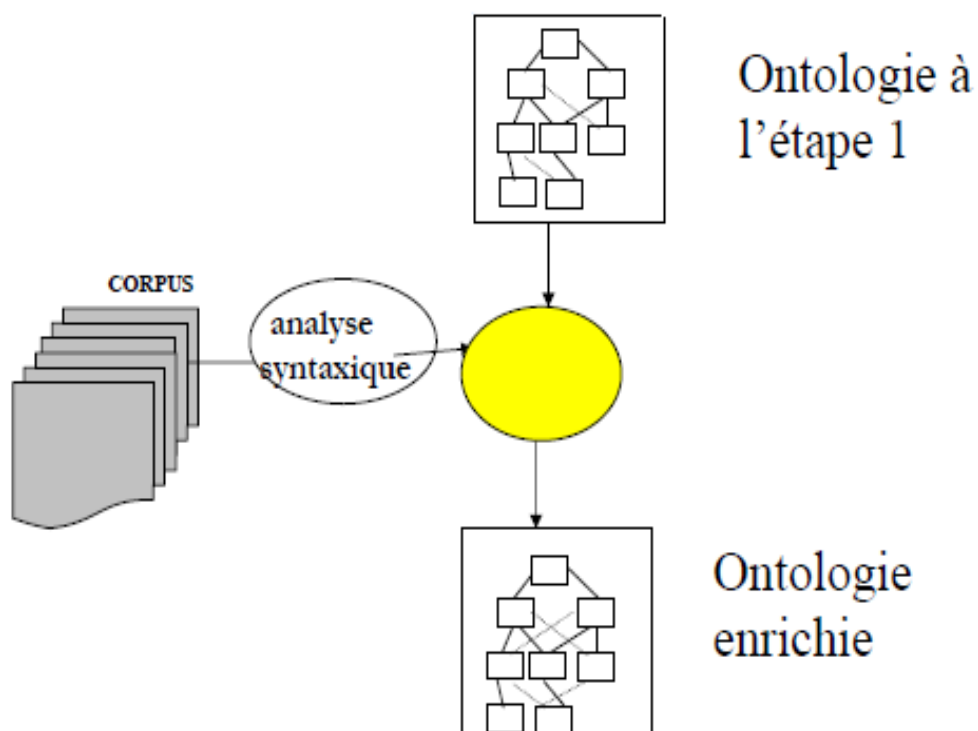 Ontologie à
l’étape 1
CORPUS
analyse
syntaxique
Ontologie
enrichie